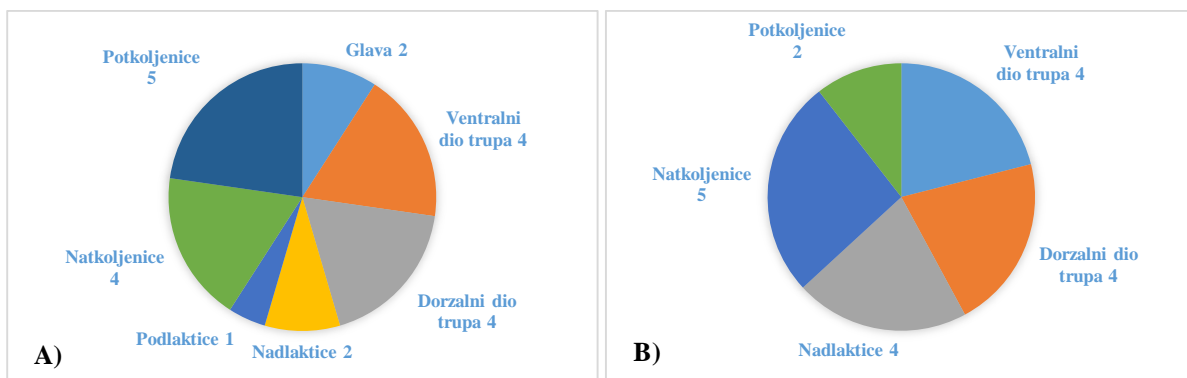 Glava 2
Ventralni
dio trupa 4
Dorzalni dio
trupa 4
Nadlaktice 2
Podlaktice 1
Natkoljenice
4
Potkoljenice
5
A)
Ventralni
dio trupa 4
Dorzalni dio
trupa 4
Nadlaktice 4
Natkoljenice
5
Potkoljenice
2
B)